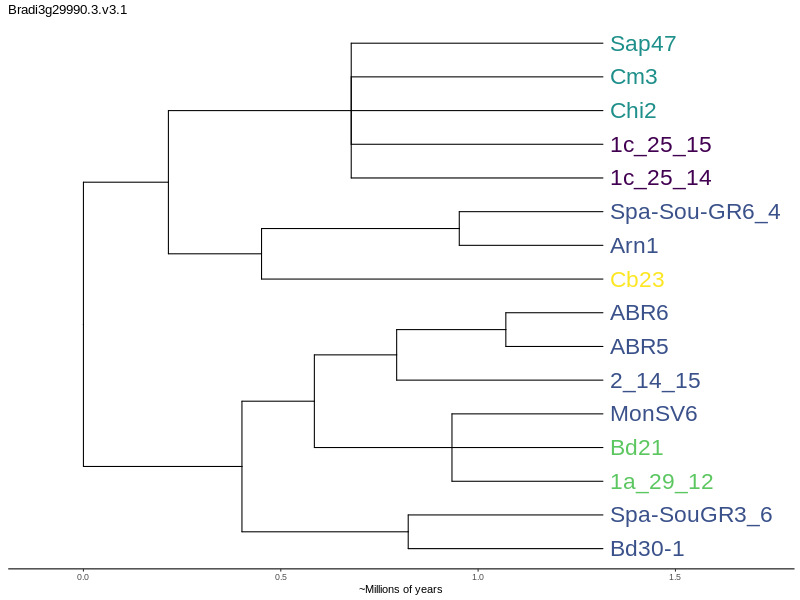 Bradi3g29990.3.v3.1
Sap47
Cm3
Chi2
1c_25_15
1c_25_14
Spa-Sou-GR6_4
Arn1
Cb23
ABR6
ABR5
2_14_15
MonSV6
Bd21
1a_29_12
Spa-SouGR3_6
Bd30-1
0.0 0.5 1.0 1.5
~Millions of years